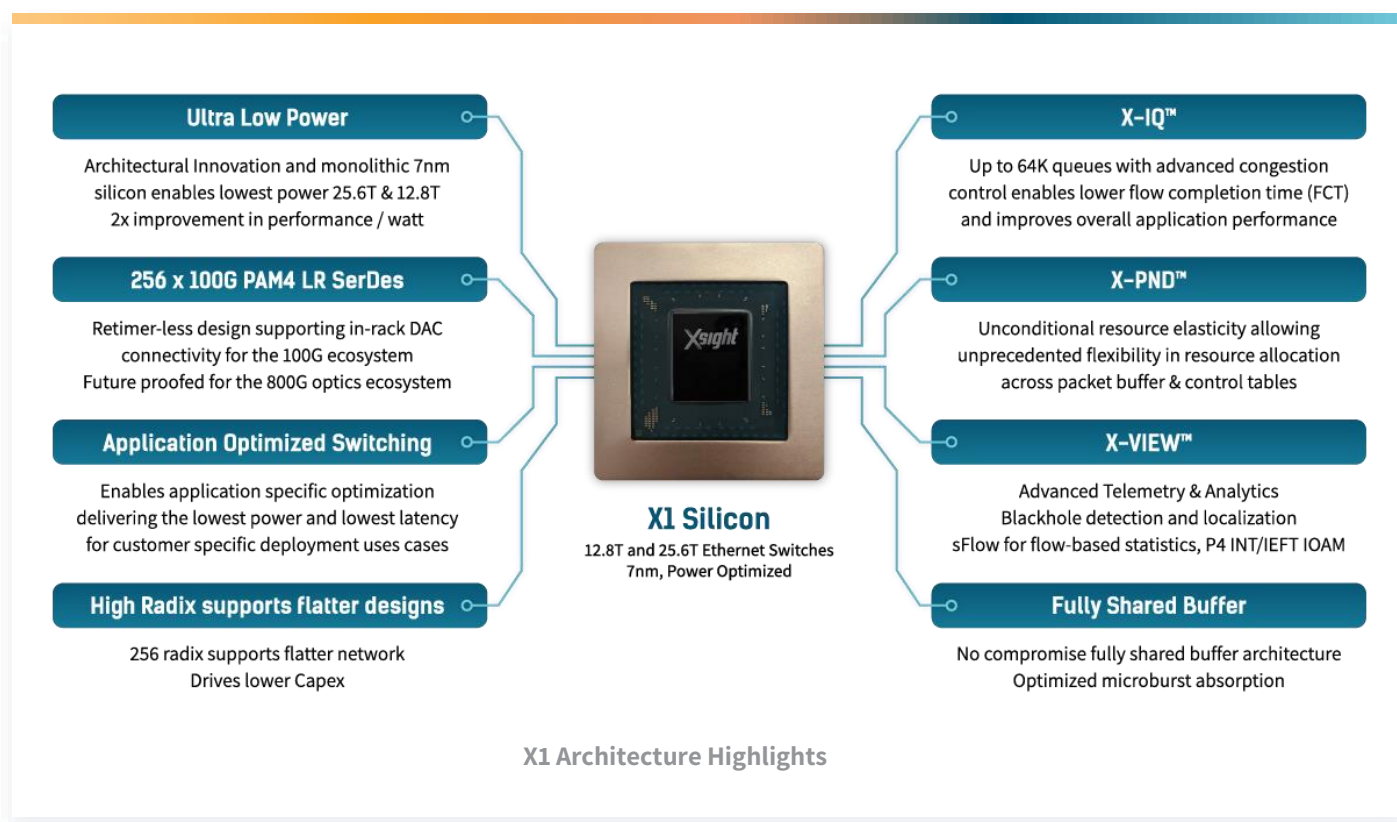 Ultra Low Power
Architectural Innovation and monolithic 7nm
silicon enables lowest power 25.6T & 12.8T
2x improvement in performance / watt
256 x 100G PAM4 LR SerDes
Retimer-less design supporting in-rack DAC
connectivity for the 100G ecosystem
Future proofed for the 800G optics ecosystem
Application Optimized Switching
Enables application specific optimization
delivering the lowest power and lowest latency
for customer specific deployment uses cases
High Radix supports flatter designs
256 radix supports flatter network
Drives lower Capex
Xsight
X1 Silicon
12.8T and 25.6T Ethernet Switches
7nm, Power Optimized
X-IQ™
Up to 64K queues with advanced congestion
control enables lower flow completion time (FCT)
and improves overall application performance
X-PND™
Unconditional resource elasticity allowing
unprecedented flexibility in resource allocation
across packet buffer & control tables
X-VIEW™
Advanced Telemetry & Analytics
Blackhole detection and localization
sFlow for flow-based statistics, P4 INT/IEFT IOAM
Fully Shared Buffer
No compromise fully shared buffer architecture
Optimized microburst absorption
X1 Architecture Highlights